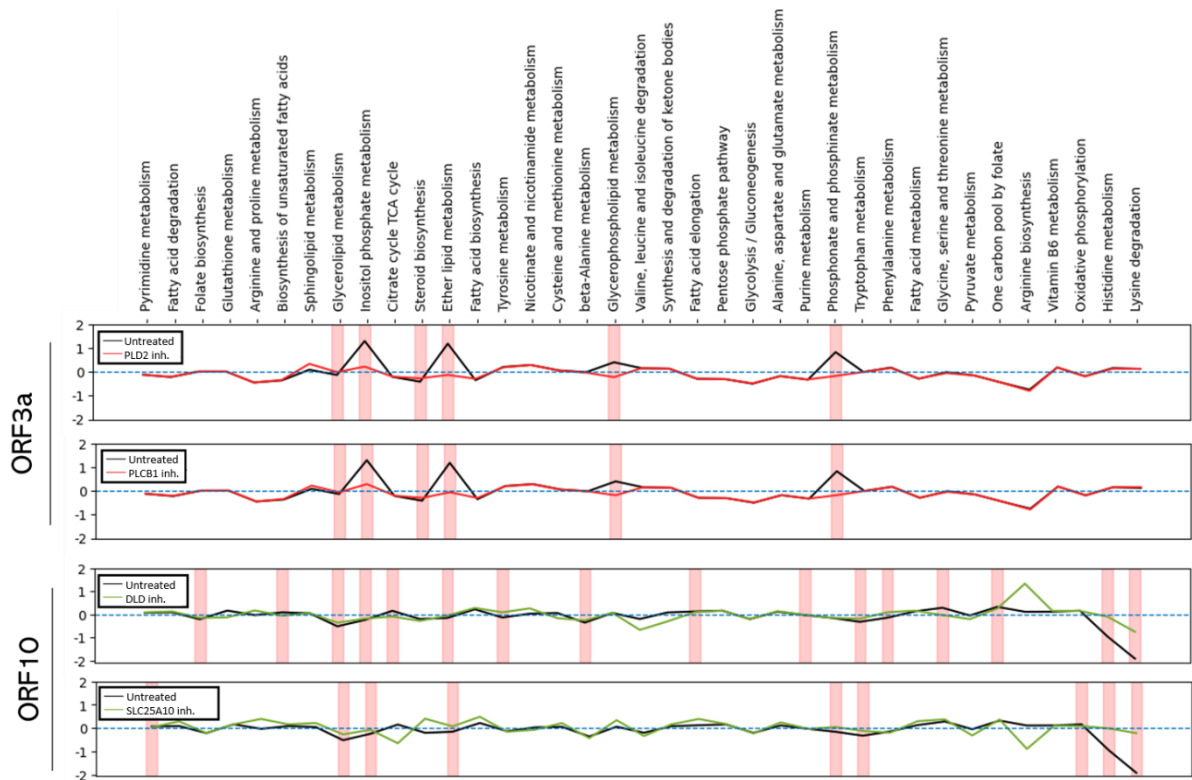 Pyrimidine metabolism
Fatty acid degradation
Folate biosynthesis
Glutathione metabolism
Arginine and proline metabolism
Biosynthesis of unsaturated fatty acids
Sphingolipid metabolism
Glycerolipid metabolism
Inositol phosphate metabolism
Citrate cycle TCA cycle
Steroid biosynthesis
Ether lipid metabolism
Fatty acid biosynthesis
Tyrosine metabolism
Nicotinate and nicotinamide metabolism
Cysteine and methionine metabolism
beta-Alanine metabolism
Glycerophospholipid metabolism
Valine, leucine and isoleucine degradation
Synthesis and degradation of ketone bodies
Fatty acid elongation
Pentose phosphate pathway
Glycolysis / Gluconeogenesis
Alanine, aspartate and glutamate metabolism
Purine metabolism
Phosphonate and phosphinate metabolism
Tryptophan metabolism
Phenylalanine metabolism
Fatty acid metabolism
Glycine, serine and threonine metabolism
Pyruvate metabolism
One carbon pool by folate
Arginine biosynthesis
Vitamin B6 metabolism
Oxidative phosphorylation
Histidine metabolism
Lysine degradation
ORF3a
2
1
0
-1
-2
Untreated
PLD2 inh.
2
1
0
-1
-2
Untreated
PLCB1 inh.
ORF10
2
1
0
-1
-2
Untreated
DLD inh.
2
1
0
-1
-2
Untreated
SLC25A10 inh.